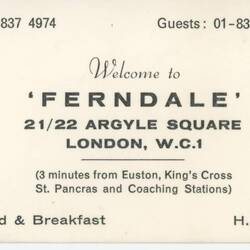 837 4974 Guests: 01-83
Welcome to
'FERNDALE'
21/22 ARGYLE SQUARE
LONDON, W.C.1
(3 minutes from Euston, King's Cross
St. Pancras and Coaching Stations)
d & Breakfast H.